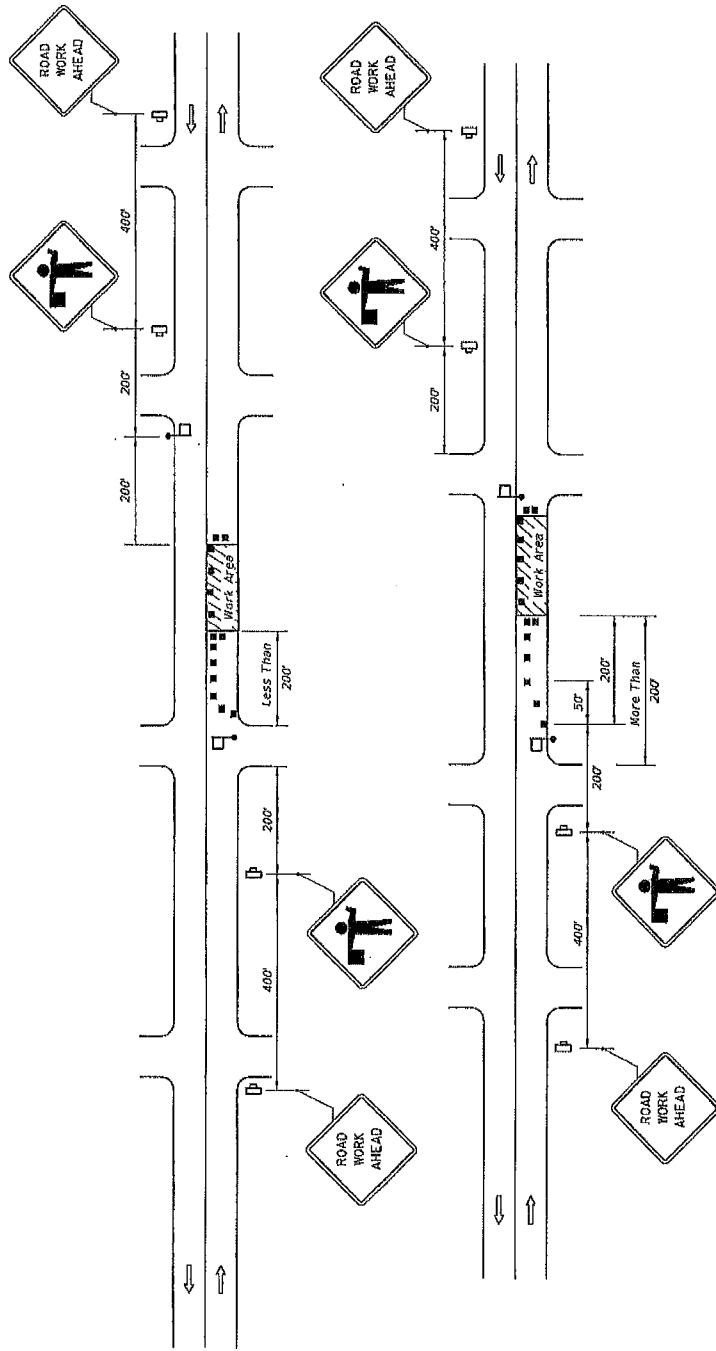 ROAD
WORK
AHEAD
200'
200'
400'
Work Area
Less Than
200'
400'
200'
ROAD
WORK
AHEAD
ROAD
WORK
AHEAD
200'
400'
Work Area
50'
200'
More Than
200'
400'
200'
ROAD
WORK
AHEAD